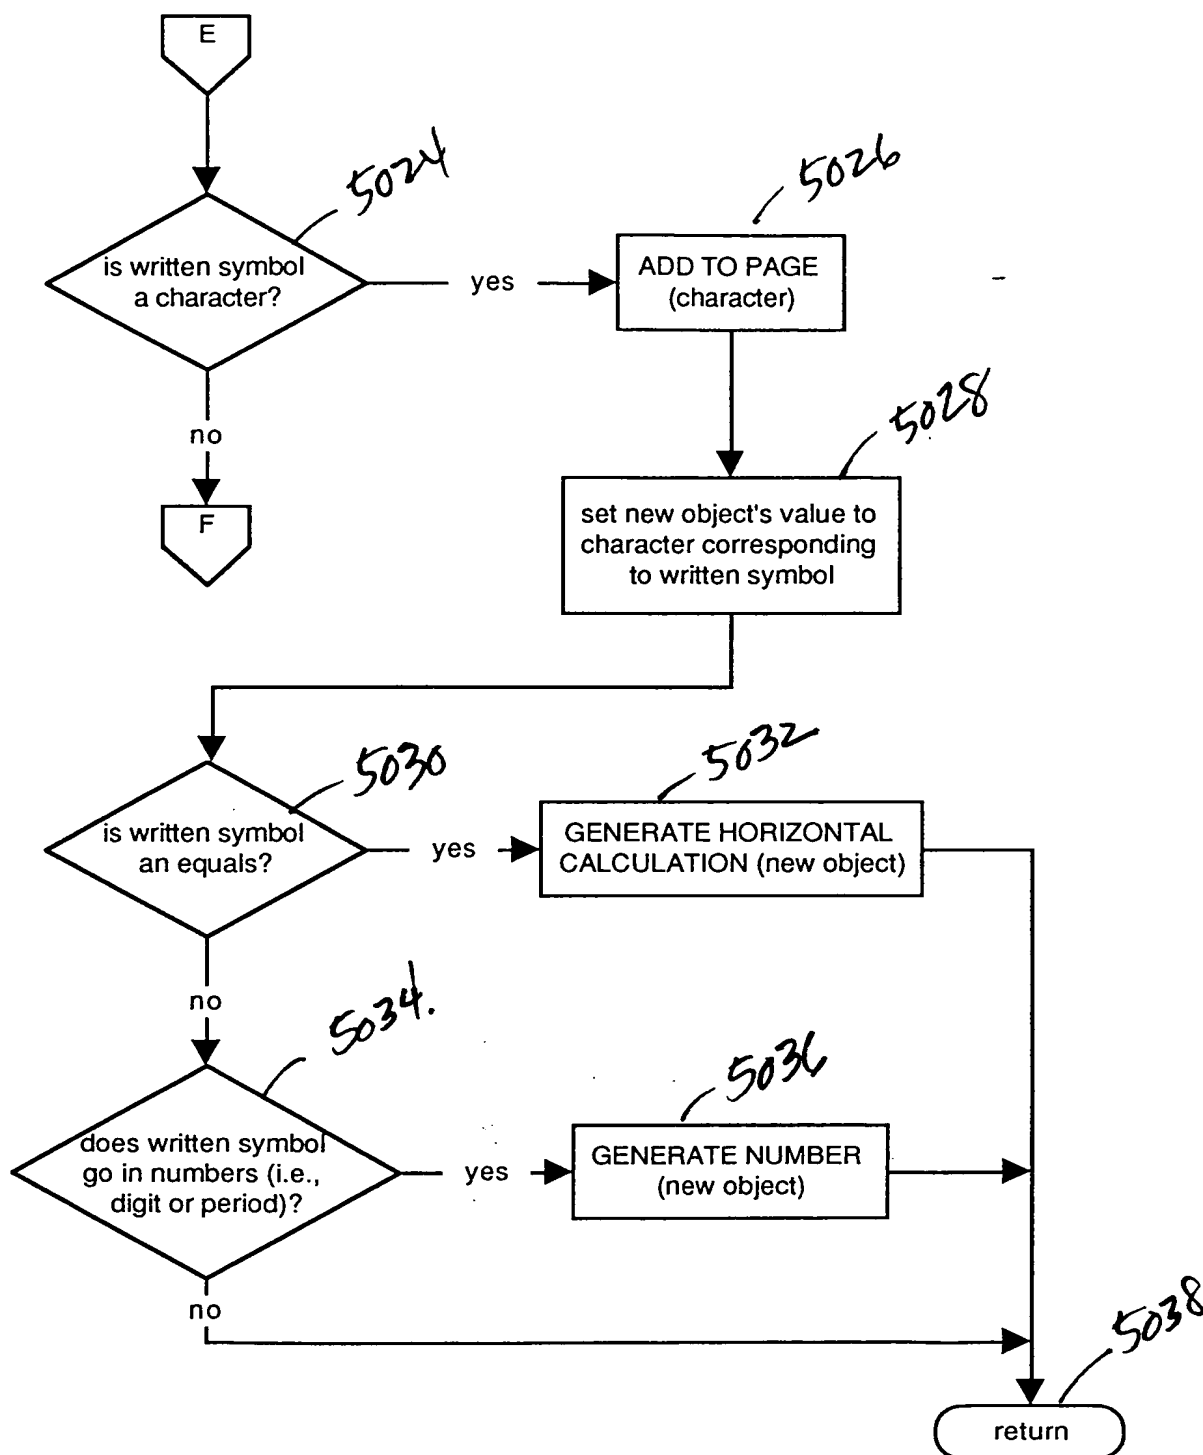 E
5024
5026
is written symbol
a character?
yes
ADD TO PAGE
(character)
5028
no
set new object's value to
character corresponding
to written symbol
F
5030
5032
is written symbol
an equals?
yes
GENERATE HORIZONTAL
CALCULATION (new object)
no
5034.
5036
does written symbol
go in numbers (i.e.,
digit or period)?
yes
GENERATE NUMBER
(new object)
no
5038
return